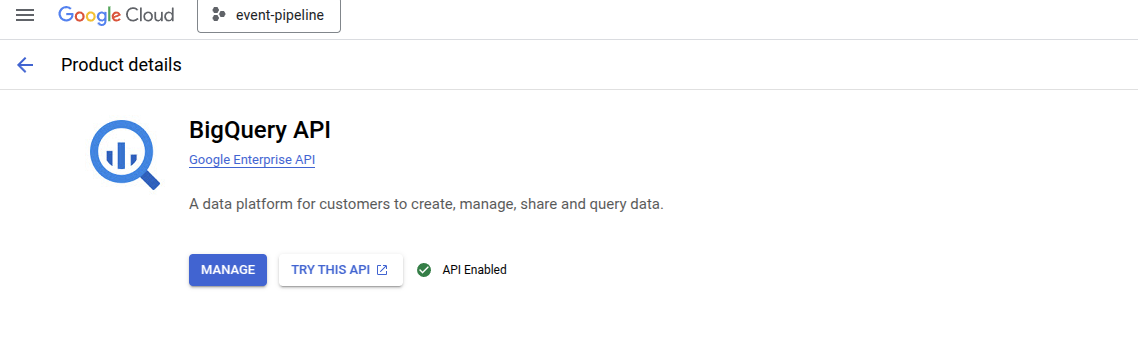 Google Cloud event-pipeline
Product details
BigQuery API
Google Enterprise API
A data platform for customers to create, manage, share and query data.
MANAGE TRY THIS API API Enabled